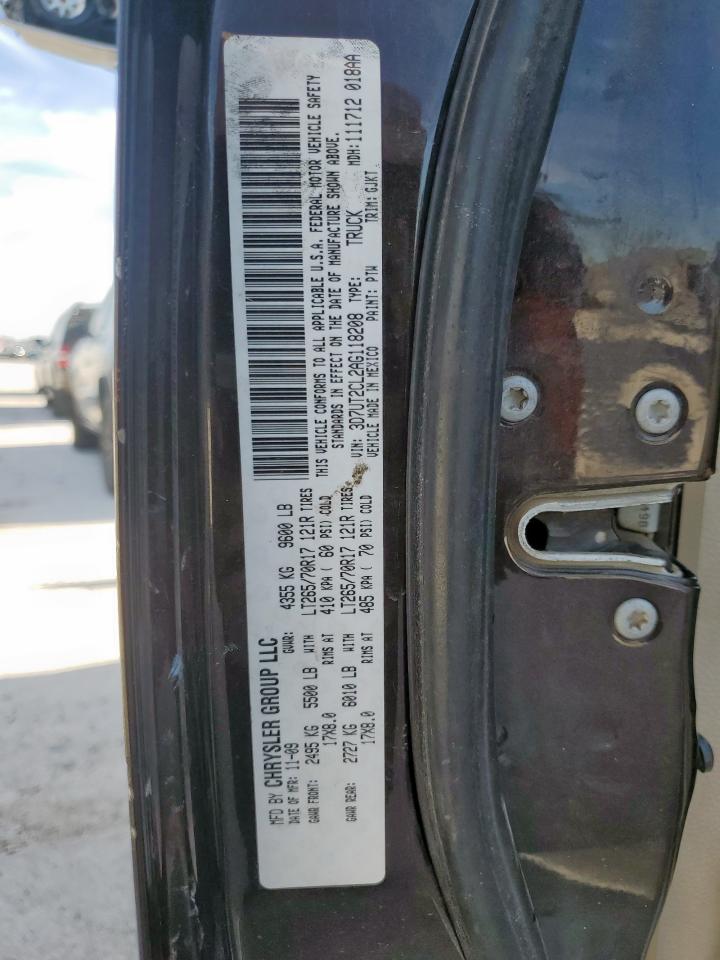 MFD BY CHRYSLER GROUP LLC
DATE OF MFR: 11-09 GVWR: 4355 KG 9600 LB
GAWR FRONT: 2495 KG 5500 LB WITH LT265/70R17 121R TIRES
17X8.0 RIMS AT 410 KPA ( 60 PSI) COLD
GAWR REAR: 2727 KG 6010 LB WITH LT265/70R17 121R TIRES
17X8.0 RIMS AT 485 KPA ( 70 PSI) COLD
THIS VEHICLE CONFORMS TO ALL APPLICABLE U.S.A. FEDERAL MOTOR VEHICLE SAFETY
STANDARDS IN EFFECT ON THE DATE OF MANUFACTURE SHOWN ABOVE.
VIN: 3D7UT2CL2AG118208 TYPE: TRUCK MDH: 111712 018AA
VEHICLE MADE IN MEXICO PAINT: PTW TRIM: GJKT